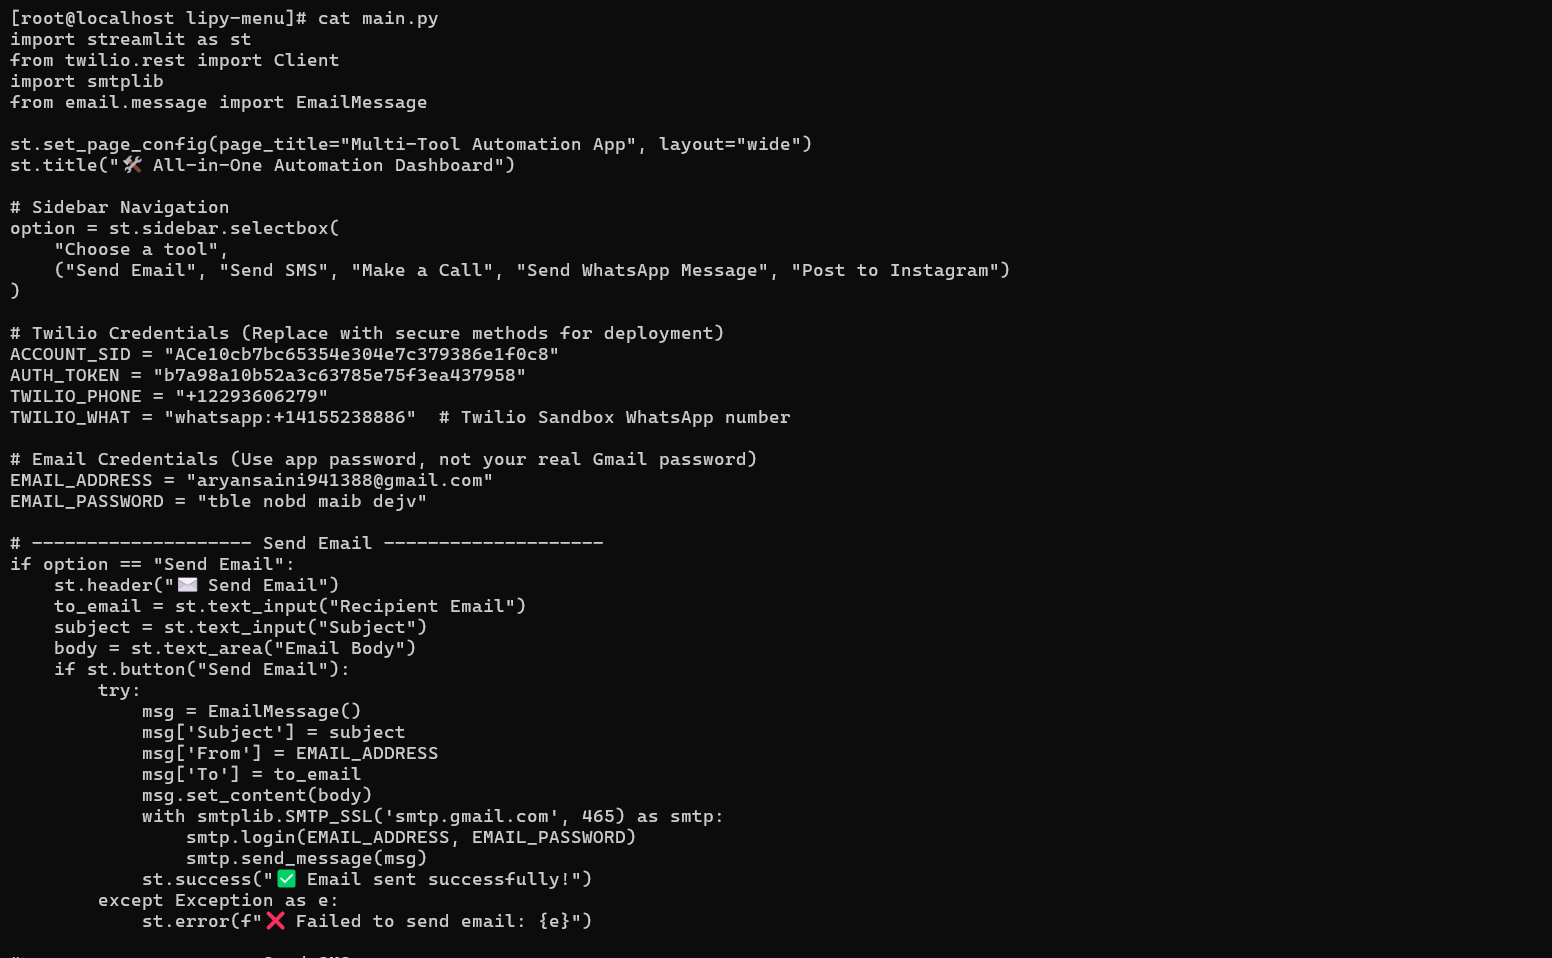 [root@localhost lipy-menu]# cat main.py
import streamlit as st
from twilio.rest import Client
import smtplib
from email.message import EmailMessage

st.set_page_config(page_title="Multi-Tool Automation App", layout="wide")
st.title("🛠️ All-in-One Automation Dashboard")

# Sidebar Navigation
option = st.sidebar.selectbox(
    "Choose a tool",
    ("Send Email", "Send SMS", "Make a Call", "Send WhatsApp Message", "Post to Instagram")
)

# Twilio Credentials (Replace with secure methods for deployment)
ACCOUNT_SID = "ACe10cb7bc65354e304e7c379386e1f0c8"
AUTH_TOKEN = "b7a98a10b52a3c63785e75f3ea437958"
TWILIO_PHONE = "+12293606279"
TWILIO_WHAT = "whatsapp:+14155238886"  # Twilio Sandbox WhatsApp number

# Email Credentials (Use app password, not your real Gmail password)
EMAIL_ADDRESS = "aryansaini941388@gmail.com"
EMAIL_PASSWORD = "tble nobd maib dejv"

# -------------------- Send Email --------------------
if option == "Send Email":
    st.header("✉️ Send Email")
    to_email = st.text_input("Recipient Email")
    subject = st.text_input("Subject")
    body = st.text_area("Email Body")
    if st.button("Send Email"):
        try:
            msg = EmailMessage()
            msg['Subject'] = subject
            msg['From'] = EMAIL_ADDRESS
            msg['To'] = to_email
            msg.set_content(body)
            with smtplib.SMTP_SSL('smtp.gmail.com', 465) as smtp:
                smtp.login(EMAIL_ADDRESS, EMAIL_PASSWORD)
                smtp.send_message(msg)
            st.success("✅ Email sent successfully!")
        except Exception as e:
            st.error(f"❌ Failed to send email: {e}")